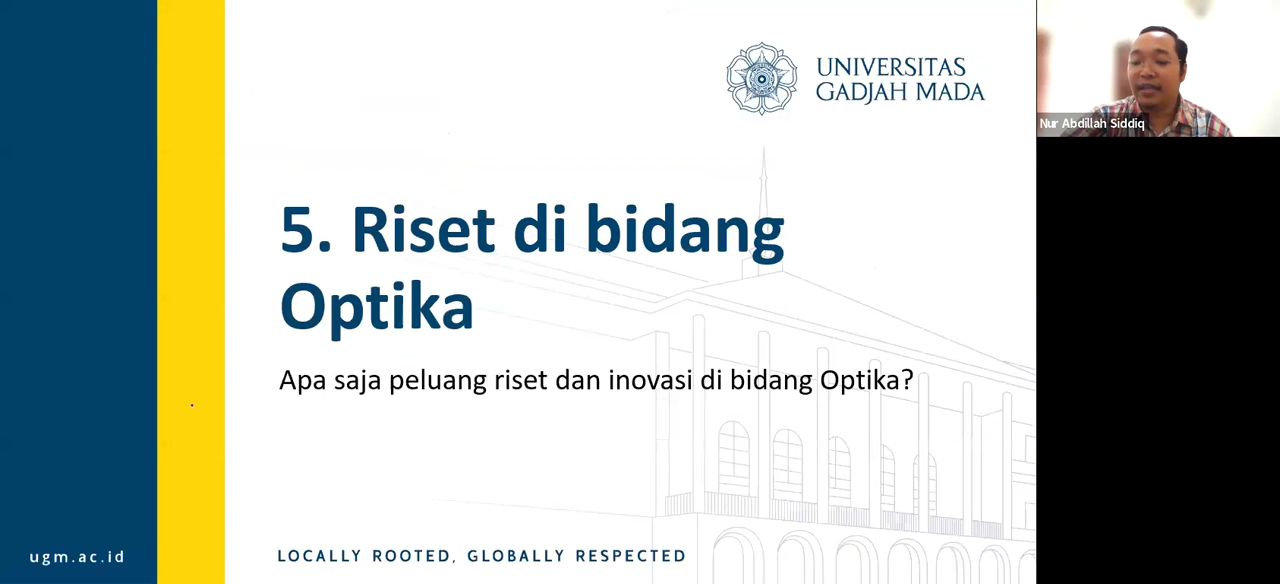 UNIVERSITAS
GADJAH MADA
Nur Abdillah Siddiq
5. Riset di bidang
Optika
Apa saja peluang riset dan inovasi di bidang Optika?
ugm.ac.id
LOCALLY ROOTED, GLOBALLY RESPECTED